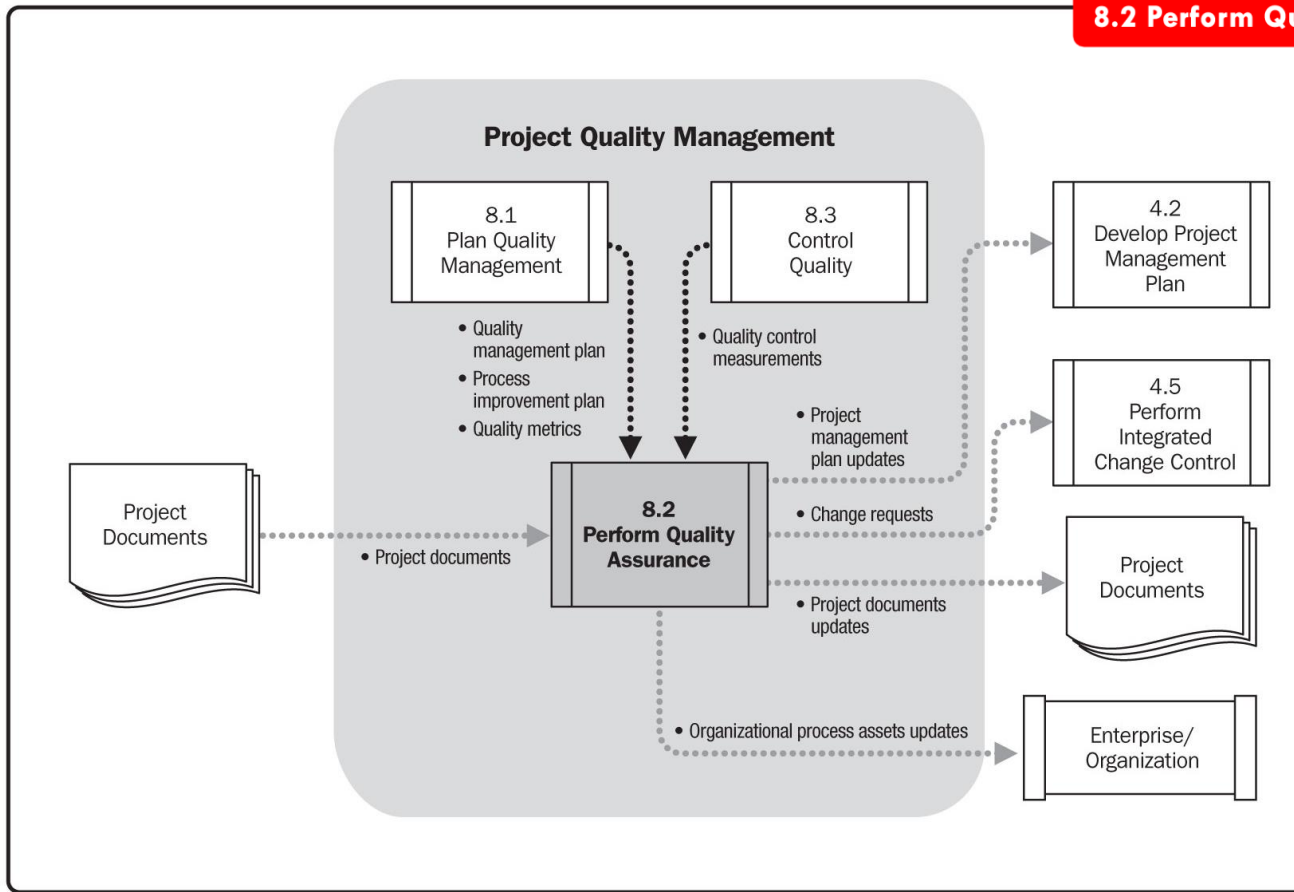 8.2 Perform Qu
Project Quality Management
8.1
Plan Quality
Management
8.3
Control
Quality
4.2
Develop Project
Management
Plan
• Quality
management plan
• Process
improvement plan
• Quality metrics
• Quality control
measurements
• Project
management
plan updates
4.5
Perform
Integrated
Change Control
Project
Documents
• Project documents
8.2
Perform Quality
Assurance
• Change requests
• Project documents
updates
Project
Documents
• Organizational process assets updates
Enterprise/
Organization